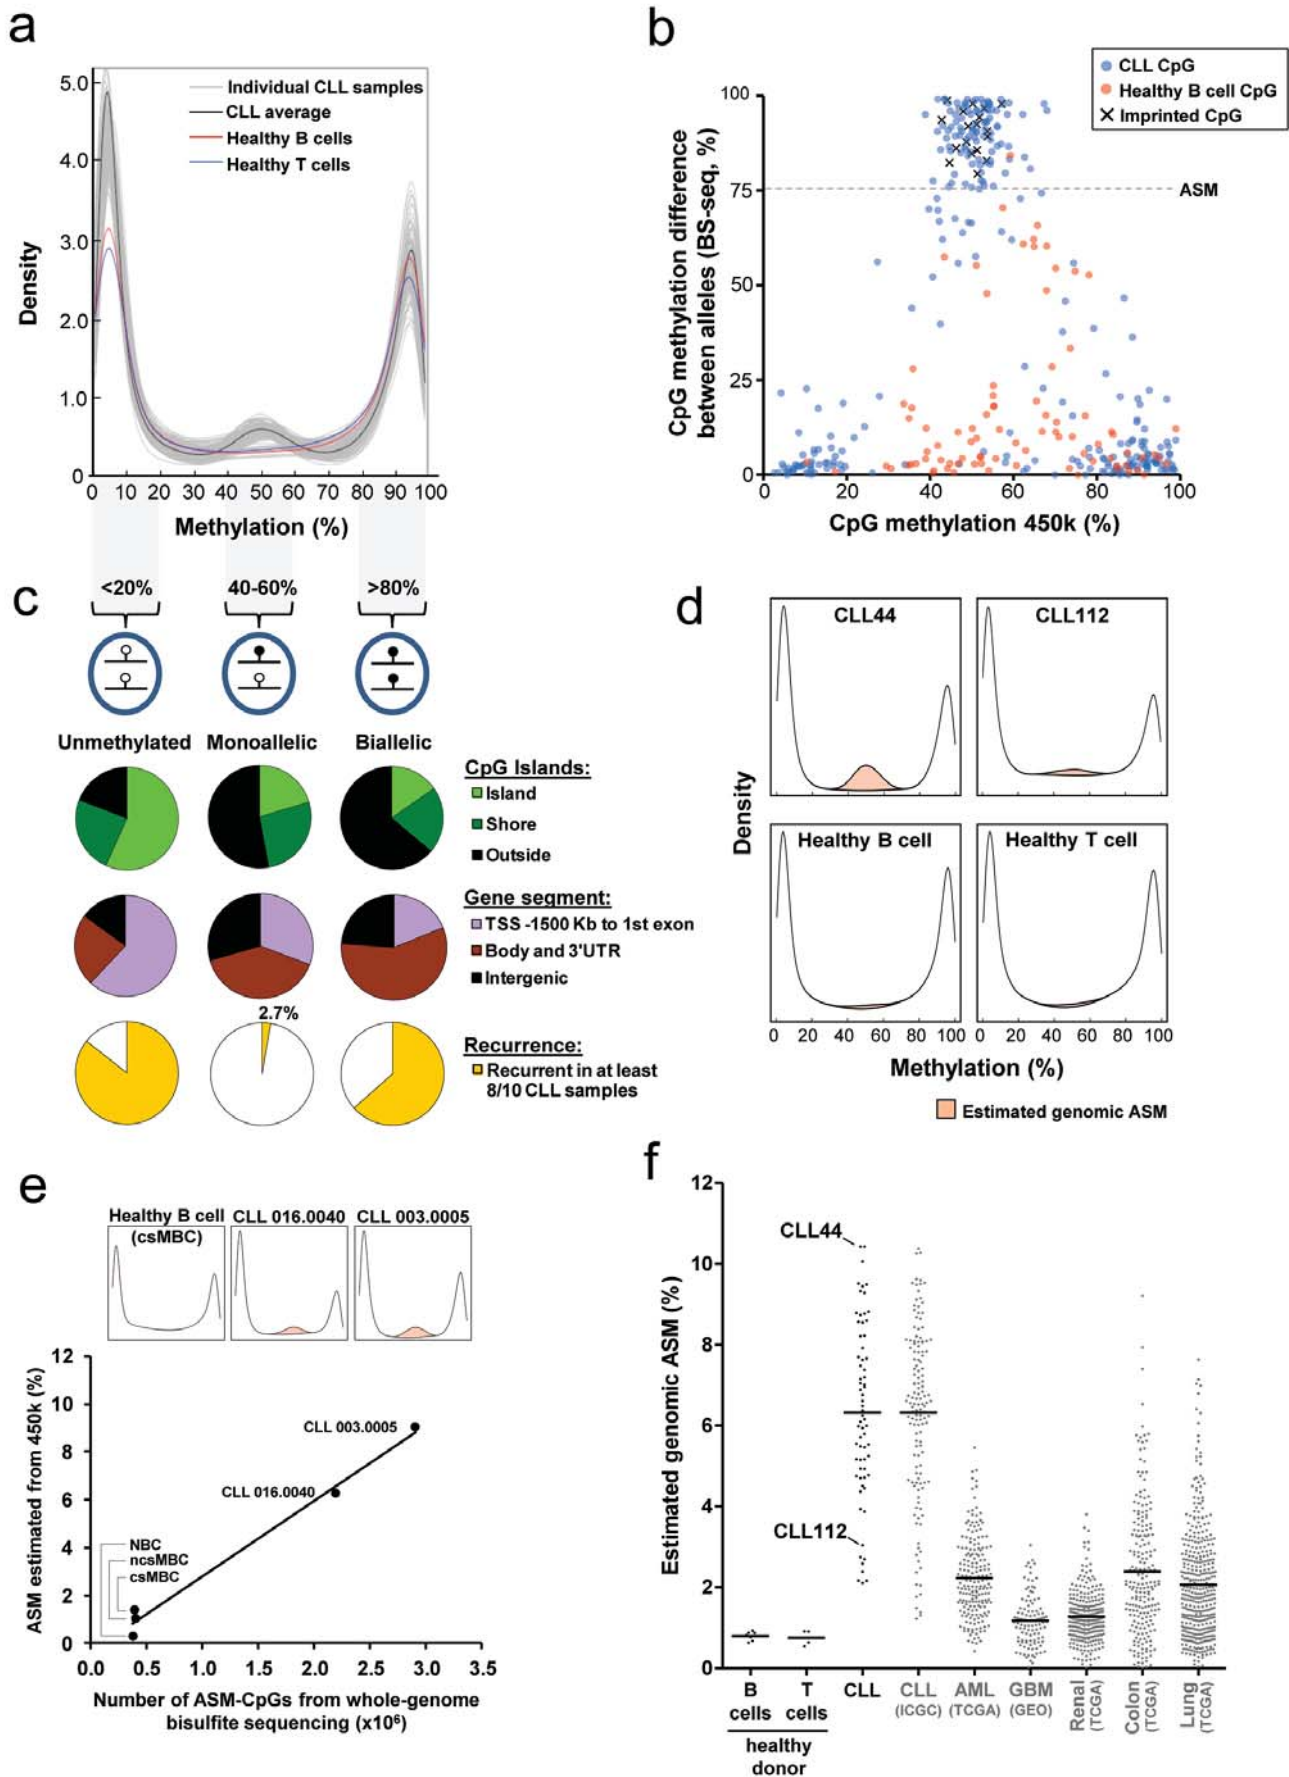 a
5.0
4.0
3.0
2.0
1.0
0
Density
Individual CLL samples
CLL average
Healthy B cells
Healthy T cells
0 10 20 30 40 50 60 70 80 90 100
Methylation (%)
b
CLL CpG
Healthy B cell CpG
Imprinted CpG
CpG methylation difference
between alleles (BS-seq, %)
100
75
50
25
0
ASM
0 20 40 60 80 100
CpG methylation 450k (%)
c
<20% 40-60% >80%
Unmethylated Monoallelic Biallelic
CpG Islands:
Island
Shore
Outside
Gene segment:
TSS -1500 Kb to 1st exon
Body and 3'UTR
Intergenic
2.7%
Recurrence:
Recurrent in at least
8/10 CLL samples
d
CLL44
CLL112
Healthy B cell
Healthy T cell
Density
0 20 40 60 80 100
0 20 40 60 80 100
Methylation (%)
Estimated genomic ASM
e
Healthy B cell
(csMBC)
CLL 016.0040
CLL 003.0005
ASM estimated from 450k (%)
12
10
8
6
4
2
0
CLL 003.0005
CLL 016.0040
NBC
ncsMBC
csMBC
0.0 0.5 1.0 1.5 2.0 2.5 3.0 3.5
Number of ASM-CpGs from whole-genome
bisulfite sequencing (x10⁶)
f
Estimated genomic ASM (%)
12
10
8
6
4
2
0
CLL44
CLL112
B
cells
T
cells
healthy
donor
CLL
CLL
(ICGC)
AML
(TCGA)
GBM
(GEO)
Renal
(TCGA)
Colon
(TCGA)
Lung
(TCGA)